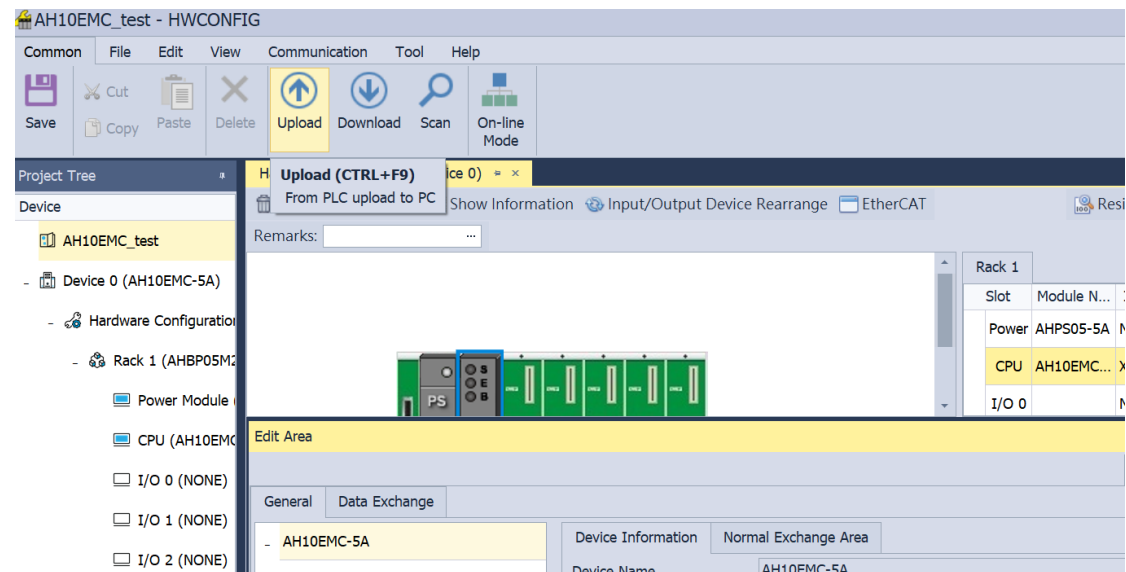 AH10EMC_test - HWCONFIG
Common File Edit View Communication Tool Help
Save Cut Copy Paste Delete Upload Download Scan On-line Mode
Project Tree
Device
AH10EMC_test
Device 0 (AH10EMC-5A)
Hardware Configuration
Rack 1 (AHBP05M2
Power Module (
CPU (AH10EMC
I/O 0 (NONE)
I/O 1 (NONE)
I/O 2 (NONE)
H ice 0)
Upload (CTRL+F9)
From PLC upload to PC
Show Information Input/Output Device Rearrange EtherCAT Resi
Remarks: ...
PS S E B
Rack 1
Slot Module N...
Power AHPS05-5A N
CPU AH10EMC... X
I/O 0 N
Edit Area
General Data Exchange
AH10EMC-5A
Device Information Normal Exchange Area
Device Name AH10EMC-5A